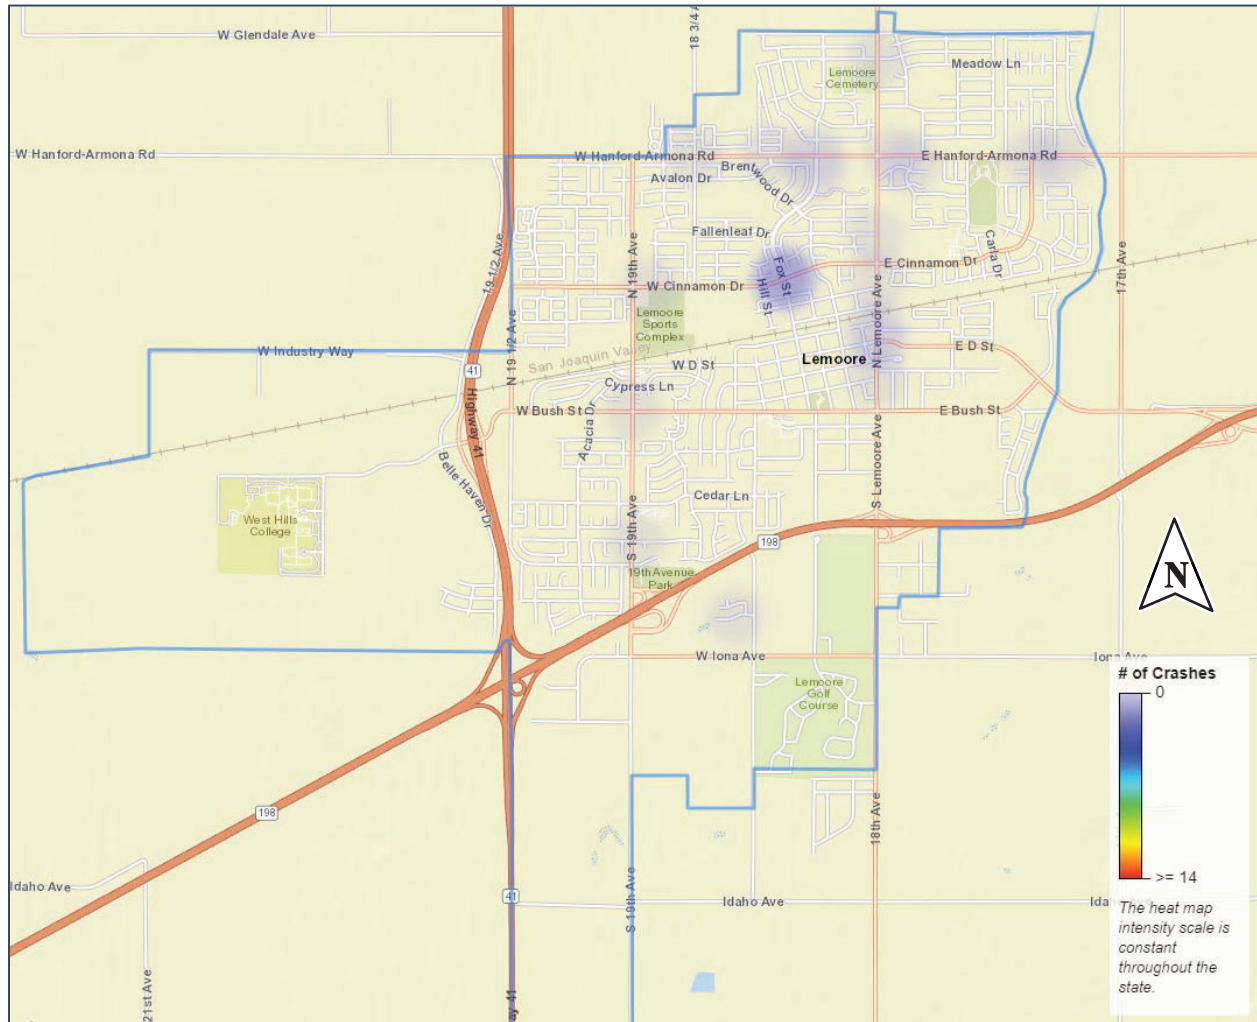 W Glendale Ave
18 3/4 A
Meadow Ln
Lemoore
Cemetery
W Hanford-Armona Rd
W Hanford-Armona Rd
E Hanford-Armona Rd
Brentwood Dr
Avalon Dr
Fallenleaf Dr
19 1/2 Ave
N 19th Ave
Fox St
Hill St
E Cinnamon Dr
Carla Dr
17th Ave
W Cinnamon Dr
N Lemoore Ave
Lemoore
Sports
Complex
N 19 1/2 Ave
W Industry Way
San Joaquin Valley
Lemoore
E D St
41
Highway 41
W D St
Cypress Ln
W Bush St
E Bush St
Acacia Dr
S Lemoore Ave
Belle Haven Dr
Cedar Ln
West Hills
College
S 19th Ave
198
19th Avenue
Park
N
W Iona Ave
Iona Ave
Lemoore
Golf
Course
# of Crashes
0
>= 14
The heat map
intensity scale is
constant
throughout the
state.
198
18th Ave
Idaho Ave
41
S 19th Ave
Idaho Ave
21st Ave
ay 41